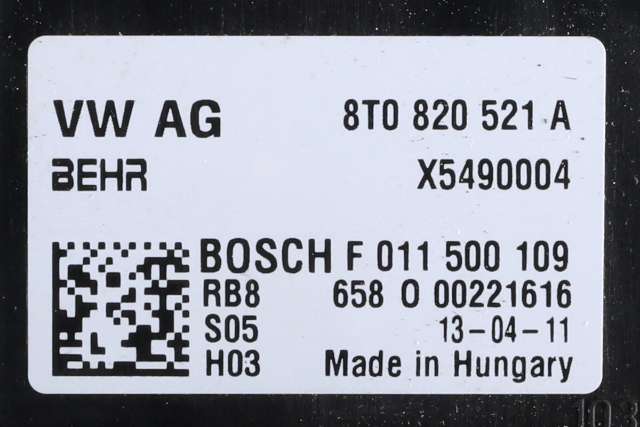 VW AG 8T0 820 521 A
BEHR X5490004
BOSCH F 011 500 109
RB8 658 0 00221616
S05 13-04-11
H03 Made in Hungary